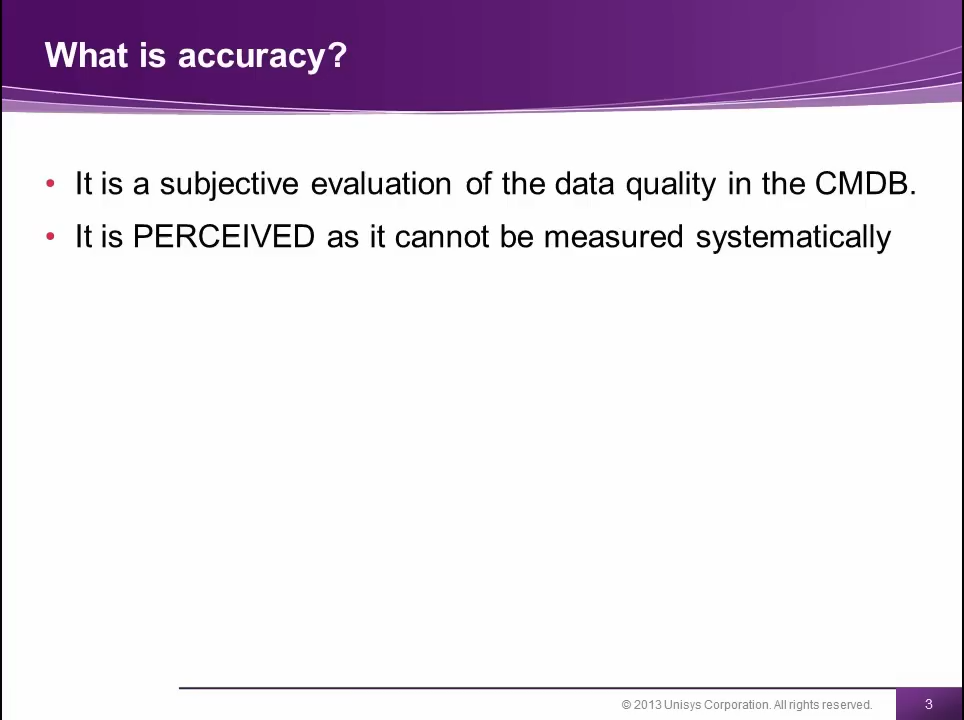 What is accuracy?
• It is a subjective evaluation of the data quality in the CMDB.
• It is PERCEIVED as it cannot be measured systematically
© 2013 Unisys Corporation. All rights reserved.
3